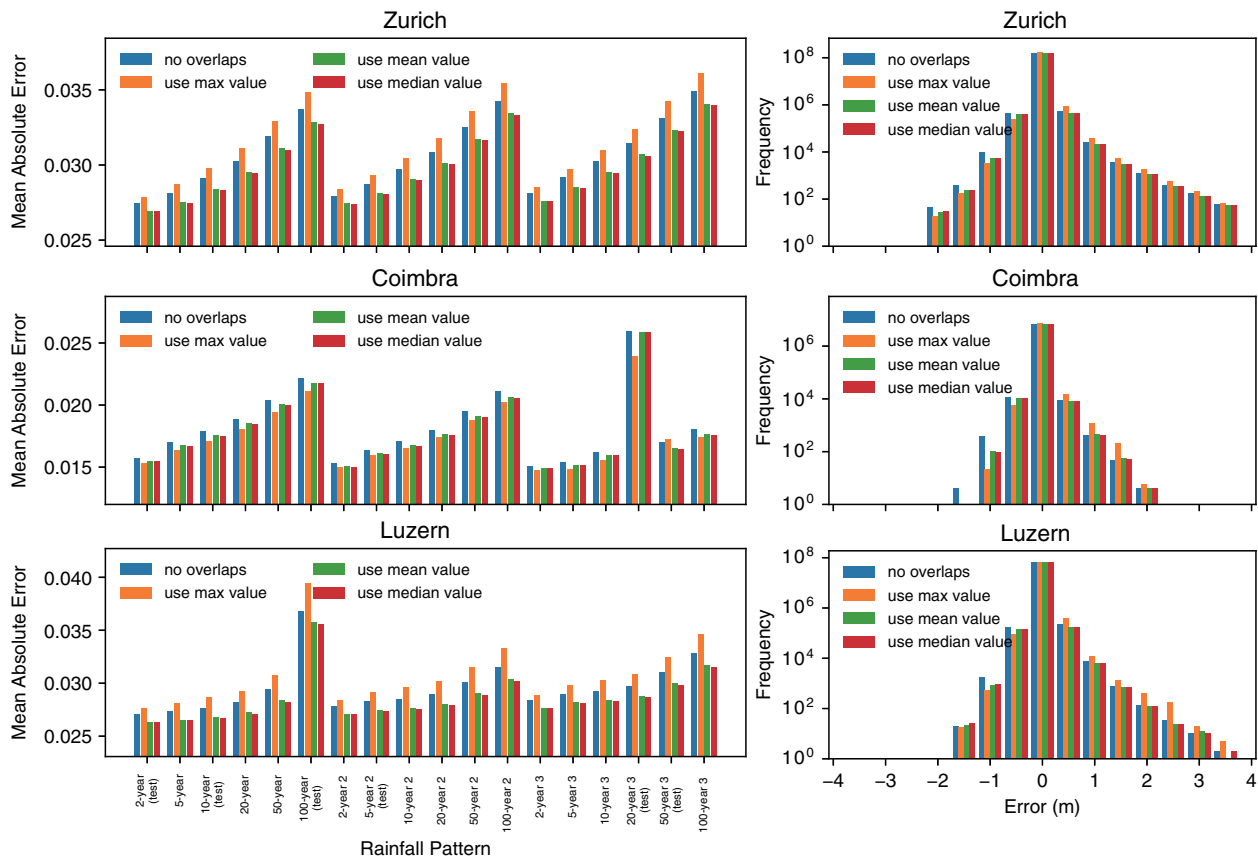 Zurich
Mean Absolute Error
0.035
0.030
0.025
no overlaps
use max value
use mean value
use median value
Zurich
Frequency
10^8
10^6
10^4
10^2
10^0
no overlaps
use max value
use mean value
use median value
Coimbra
Mean Absolute Error
0.025
0.020
0.015
no overlaps
use max value
use mean value
use median value
Coimbra
Frequency
10^6
10^4
10^2
10^0
no overlaps
use max value
use mean value
use median value
Luzern
Mean Absolute Error
0.040
0.035
0.030
0.025
no overlaps
use max value
use mean value
use median value
2-year
(test)
5-year
10-year
(test)
20-year
50-year
100-year
(test)
2-year 2
5-year 2
(test)
10-year 2
20-year 2
50-year 2
100-year 2
2-year 3
5-year 3
10-year 3
20-year 3
(test)
50-year 3
(test)
100-year 3
Rainfall Pattern
Luzern
Frequency
10^8
10^6
10^4
10^2
10^0
no overlaps
use max value
use mean value
use median value
−4 −3 −2 −1 0 1 2 3 4
Error (m)